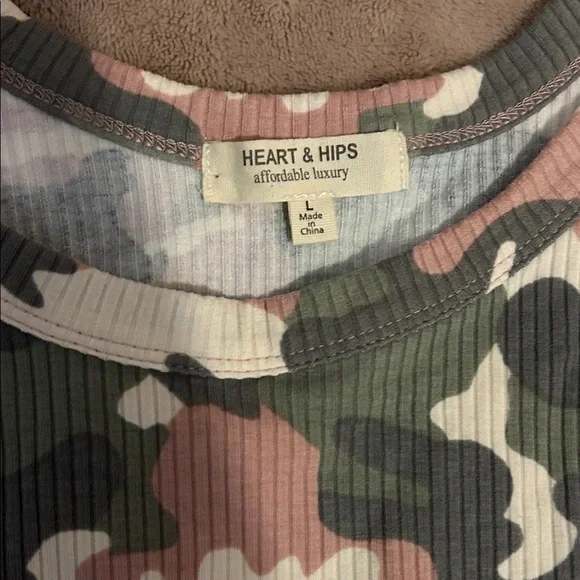 HEART & HIPS
affordable luxury
L
Made
in
China